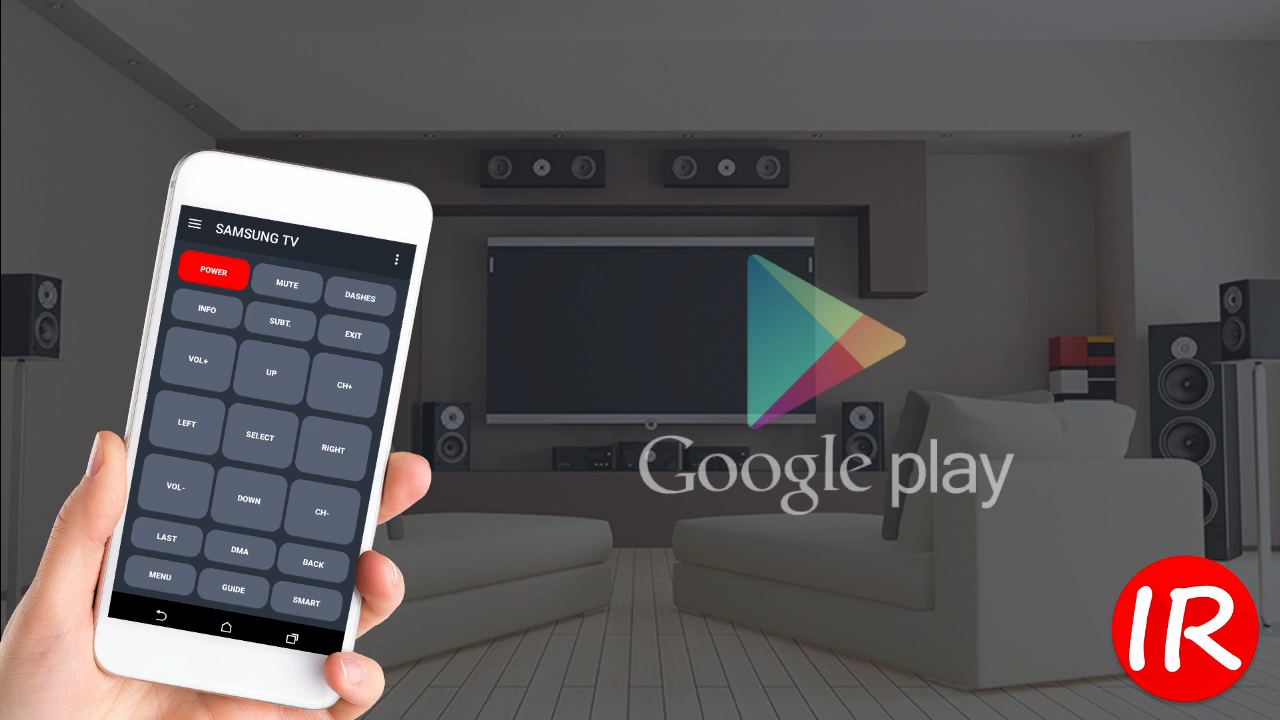 SAMSUNG TV
POWER MUTE DASHES
INFO SUBT. EXIT
VOL+ UP CH+
LEFT SELECT RIGHT
VOL- DOWN CH-
LAST DMA BACK
MENU GUIDE SMART
Google play
IR